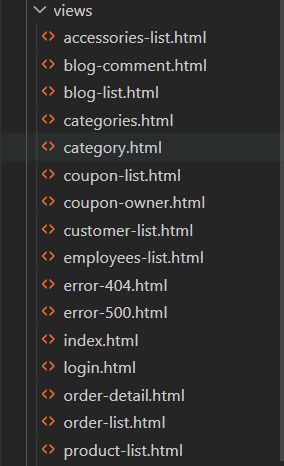 views
accessories-list.html
blog-comment.html
blog-list.html
categories.html
category.html
coupon-list.html
coupon-owner.html
customer-list.html
employees-list.html
error-404.html
error-500.html
index.html
login.html
order-detail.html
order-list.html
product-list.html